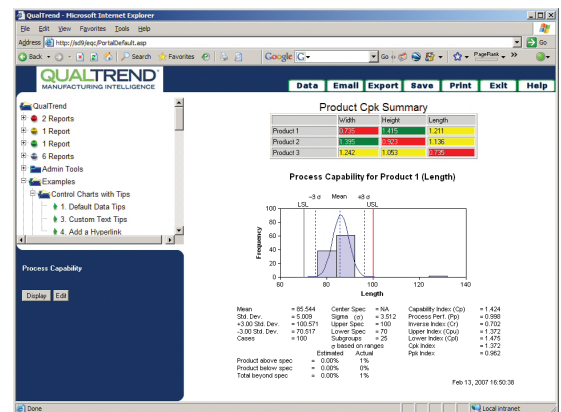 QualTrend - Microsoft Internet Explorer
File Edit View Favorites Tools Help
Address http://xd9/eqc/PortalDefault.asp Go
Back Search Favorites Google G Go PageRank
QUALTREND
MANUFACTURING INTELLIGENCE
Data Email Export Save Print Exit Help
QualTrend
2 Reports
1 Report
1 Report
6 Reports
Admin Tools
Examples
Control Charts with Tips
1. Default Data Tips
3. Custom Text Tips
4. Add a Hyperlink
Process Capability
Display Edit
Product Cpk Summary
Width Height Length
Product 1 0.735 1.415 1.211
Product 2 1.395 0.923 1.136
Product 3 1.242 1.053 0.735
Process Capability for Product 1 (Length)
-3 σ Mean +3 σ
LSL USL
100
80
60
40
20
0
Frequency
60 80 100 120 140
Length
Mean = 85.544 Center Spec = NA Capability Index (Cp) = 1.424
Std. Dev. = 5.009 Sigma (σ) = 3.512 Process Pert. (Pp) = 0.998
+3.00 Std. Dev. = 100.571 Upper Spec = 100 Inverse Index (Cr) = 0.702
-3.00 Std. Dev. = 70.517 Lower Spec = 70 Upper Index (Cpu) = 1.372
Cases = 100 Subgroups = 25 Lower Index (Cpl) = 1.475
σ based on ranges Cpk Index = 1.372
Estimated Actual Ppk Index = 0.962
Product above spec = 0.00% 1%
Product below spec = 0.00% 0%
Total beyond spec = 0.00% 1%
Feb 13, 2007 16:50:38
Done Local intranet